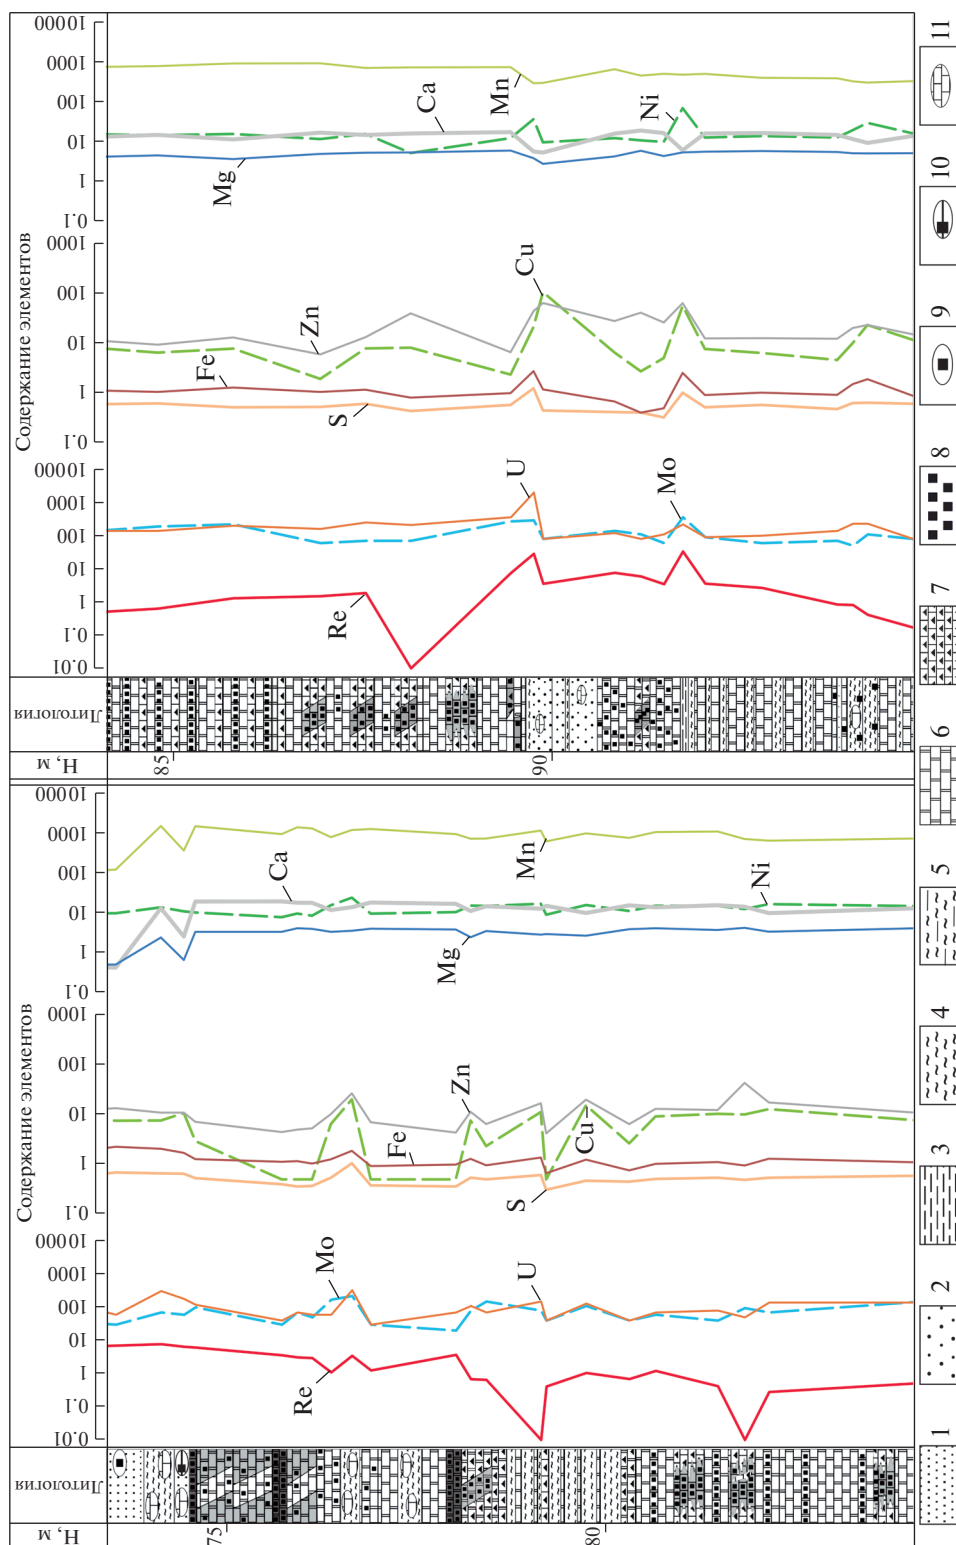 Н, м
Литология
Содержание элементов
0.01 0.1 1 10 100 1000 10000
0.1 1 10 100 1000
0.1 1 10 100 1000 10000
75
80
Re
Mo
U
S
Fe
Zn
Cu
Mg
Ca
Mn
Ni
Н, м
Литология
Содержание элементов
0.01 0.1 1 10 100 1000 10000
0.1 1 10 100 1000
0.1 1 10 100 1000 10000
85
90
Re
U
Mo
S
Fe
Zn
Cu
Mg
Ca
Mn
Ni
1 2 3 4 5 6 7 8 9 10 11